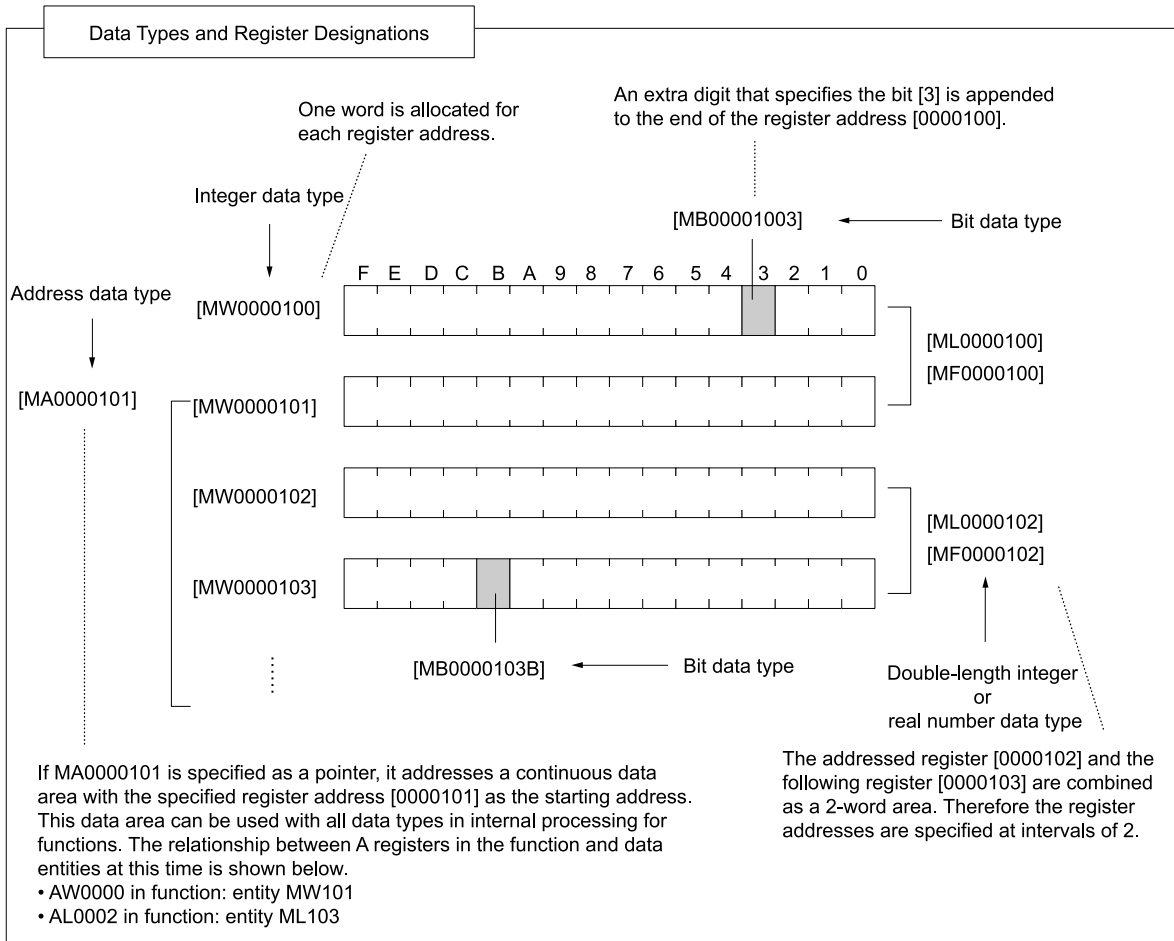 Data Types and Register Designations
One word is allocated for
each register address.
An extra digit that specifies the bit [3] is appended
to the end of the register address [0000100].
Integer data type
[MB00001003]
Bit data type
Address data type
F E D C B A 9 8 7 6 5 4 3 2 1 0
[MW0000100]
[ML0000100]
[MF0000100]
[MA0000101]
[MW0000101]
[MW0000102]
[ML0000102]
[MF0000102]
[MW0000103]
[MB0000103B]
Bit data type
Double-length integer
or
real number data type
If MA0000101 is specified as a pointer, it addresses a continuous data
area with the specified register address [0000101] as the starting address.
This data area can be used with all data types in internal processing for
functions. The relationship between A registers in the function and data
entities at this time is shown below.
• AW0000 in function: entity MW101
• AL0002 in function: entity ML103
The addressed register [0000102] and the
following register [0000103] are combined
as a 2-word area. Therefore the register
addresses are specified at intervals of 2.